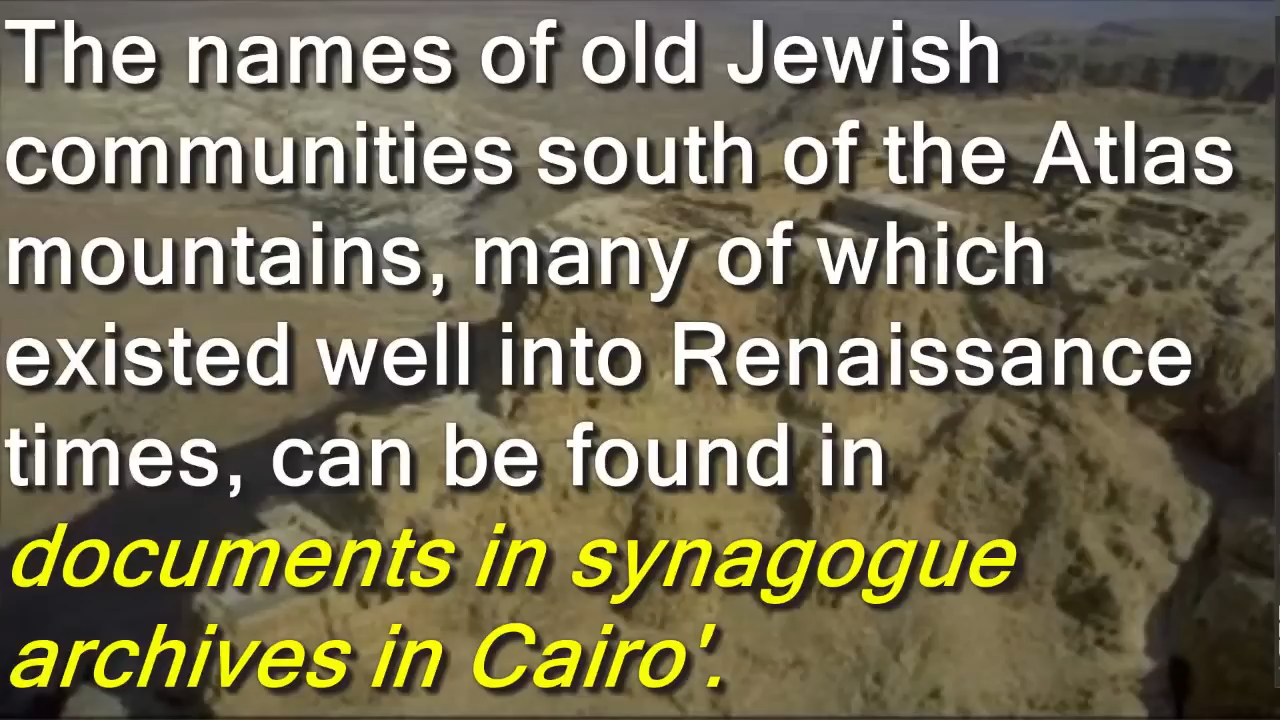 The names of old Jewish
communities south of the Atlas
mountains, many of which
existed well into Renaissance
times, can be found in
documents in synagogue
archives in Cairo'.